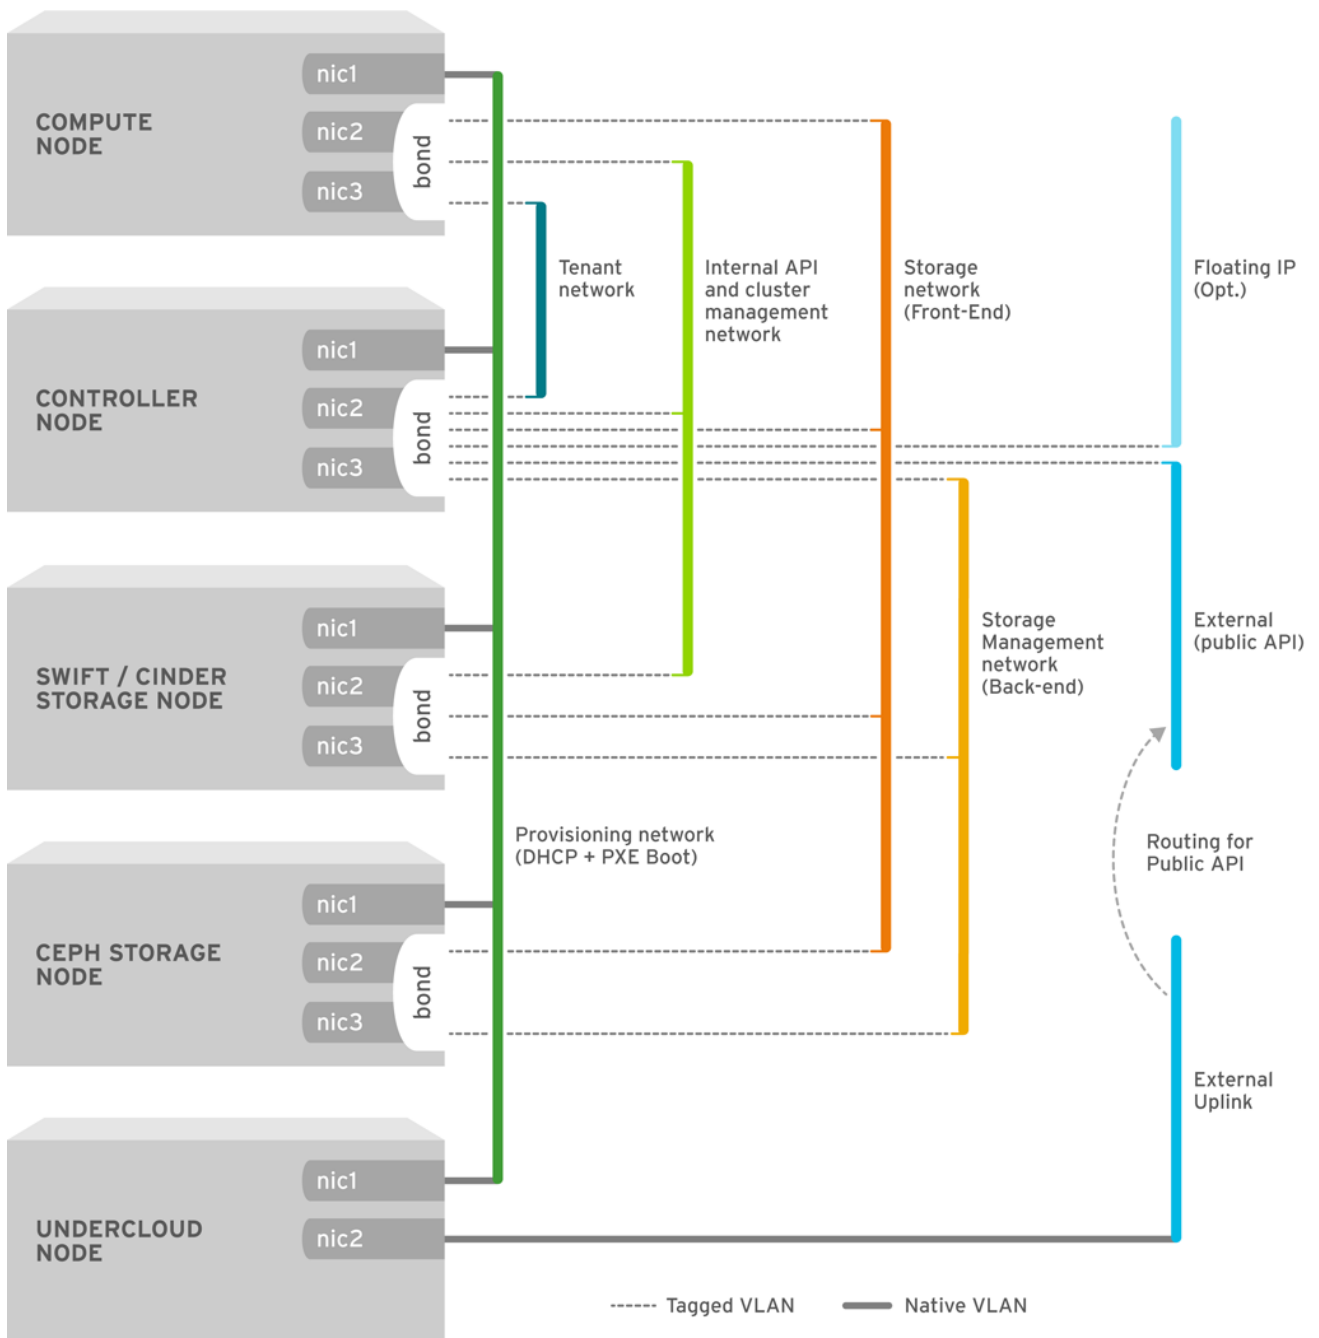 nic1
COMPUTE
NODE
nic2
nic3
bond
Tenant
network
Internal API
and cluster
management
network
Storage
network
(Front-End)
Floating IP
(Opt.)
nic1
CONTROLLER
NODE
nic2
nic3
bond
nic1
SWIFT / CINDER
STORAGE NODE
nic2
nic3
bond
Storage
Management
network
(Back-end)
External
(public API)
Provisioning network
(DHCP + PXE Boot)
Routing for
Public API
nic1
CEPH STORAGE
NODE
nic2
nic3
bond
External
Uplink
nic1
UNDERCLOUD
NODE
nic2
Tagged VLAN
Native VLAN